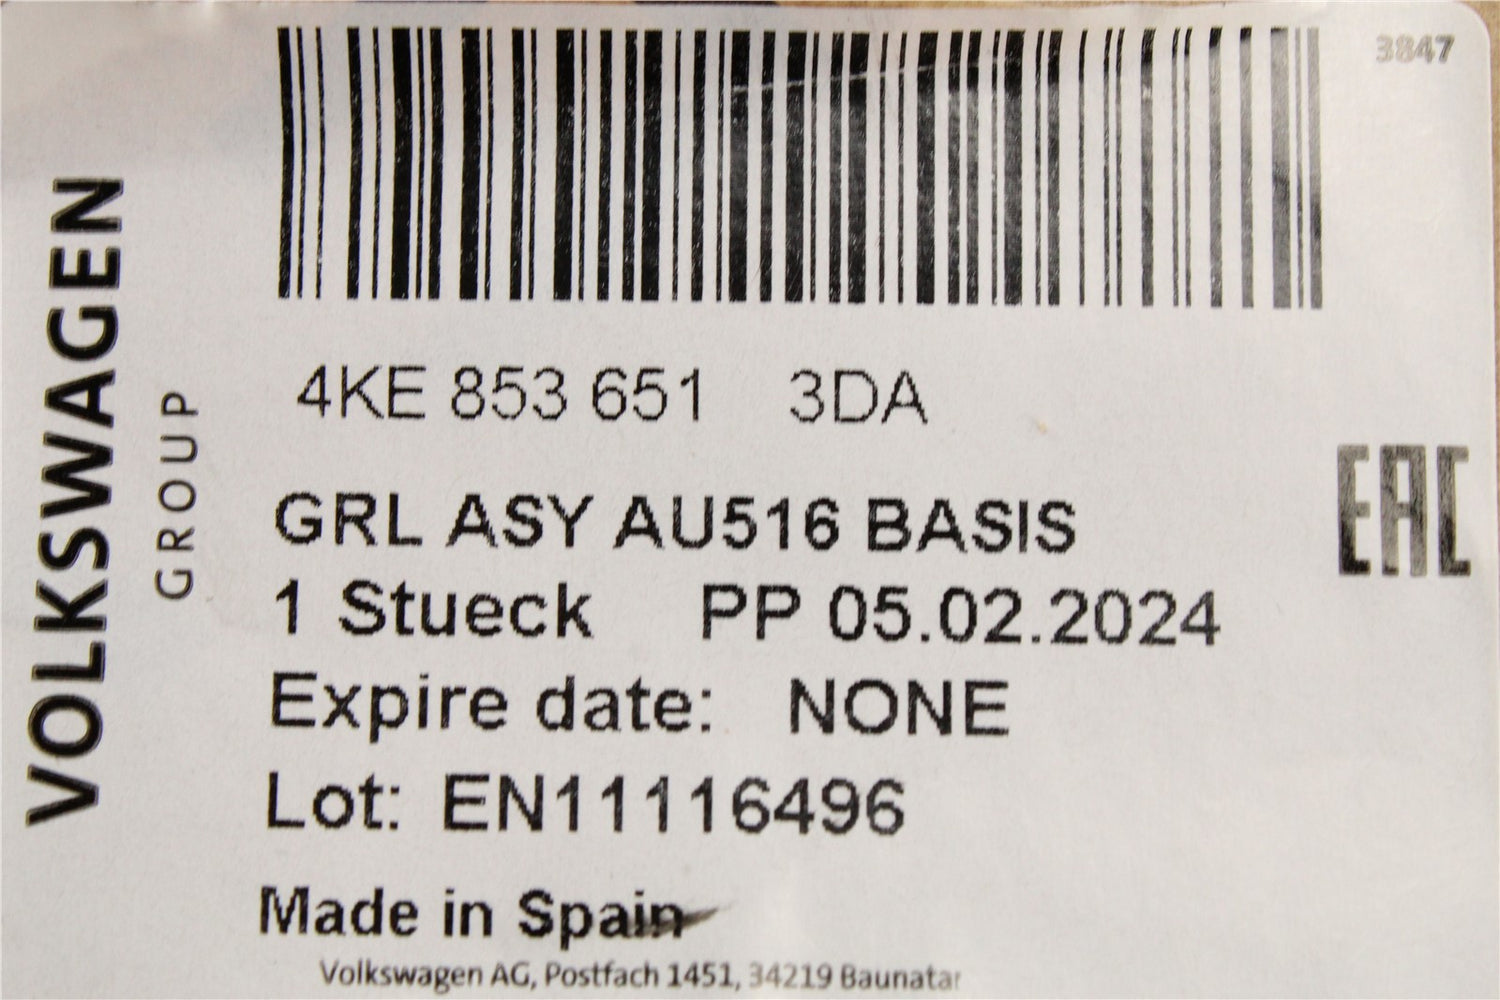 3847
VOLKSWAGEN
GROUP
4KE 853 651 3DA
EAC
GRL ASY AU516 BASIS
1 Stueck PP 05.02.2024
Expire date: NONE
Lot: EN11116496
Made in Spain
Volkswagen AG, Postfach 1451, 34219 Baunatal